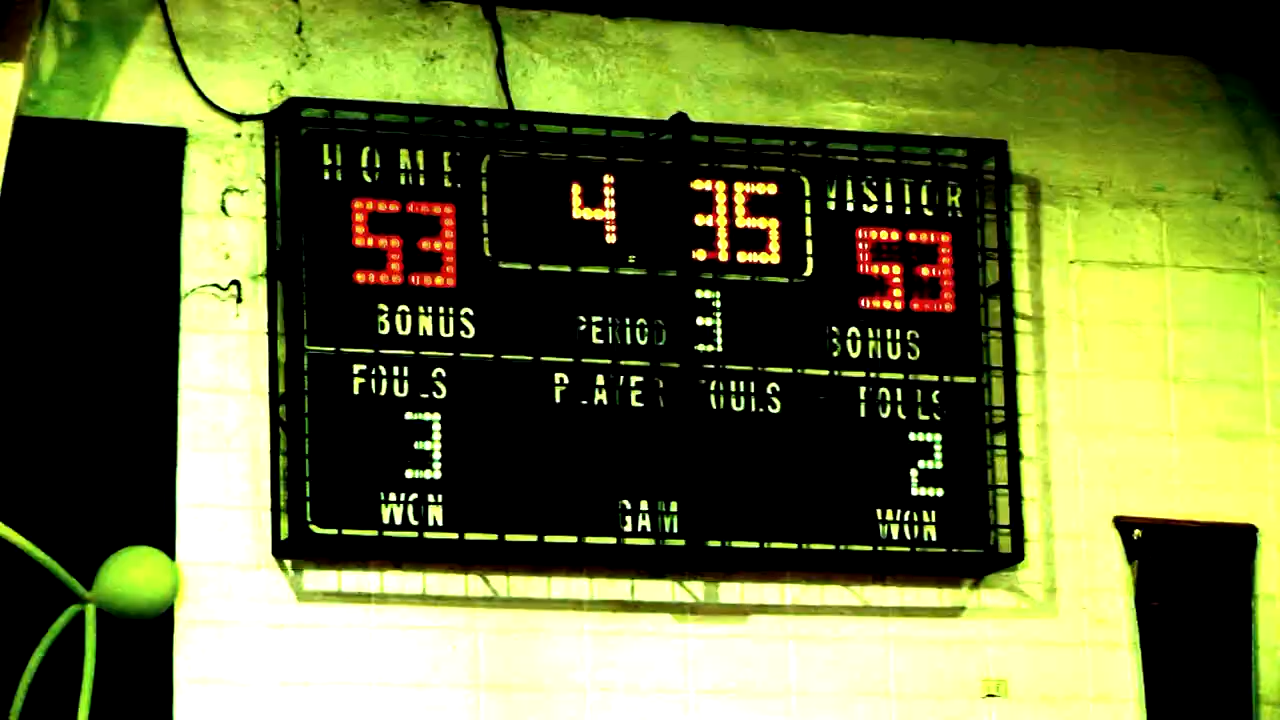 HOME 4 35 VISITOR
53 53
BONUS PERIOD 3 BONUS
FOULS PLAYER FOULS FOULS
3 2
WON GAM WON